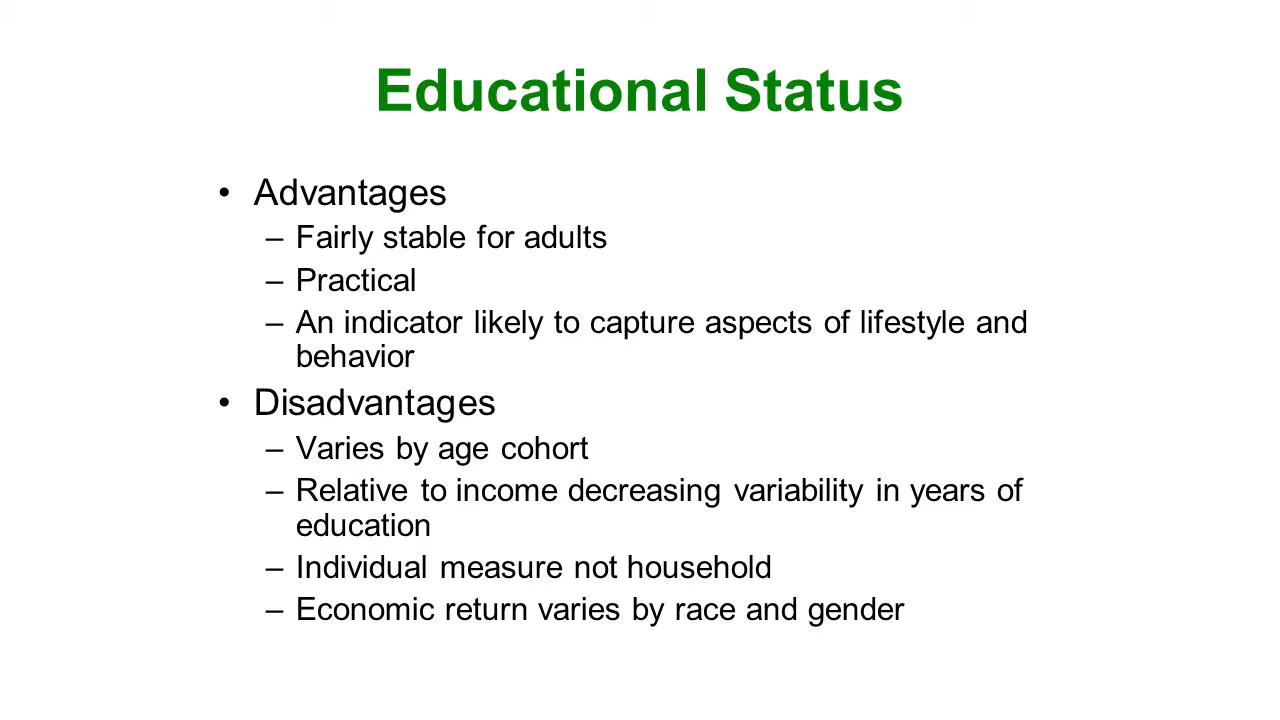 Educational Status
• Advantages
– Fairly stable for adults
– Practical
– An indicator likely to capture aspects of lifestyle and
behavior
• Disadvantages
– Varies by age cohort
– Relative to income decreasing variability in years of
education
– Individual measure not household
– Economic return varies by race and gender